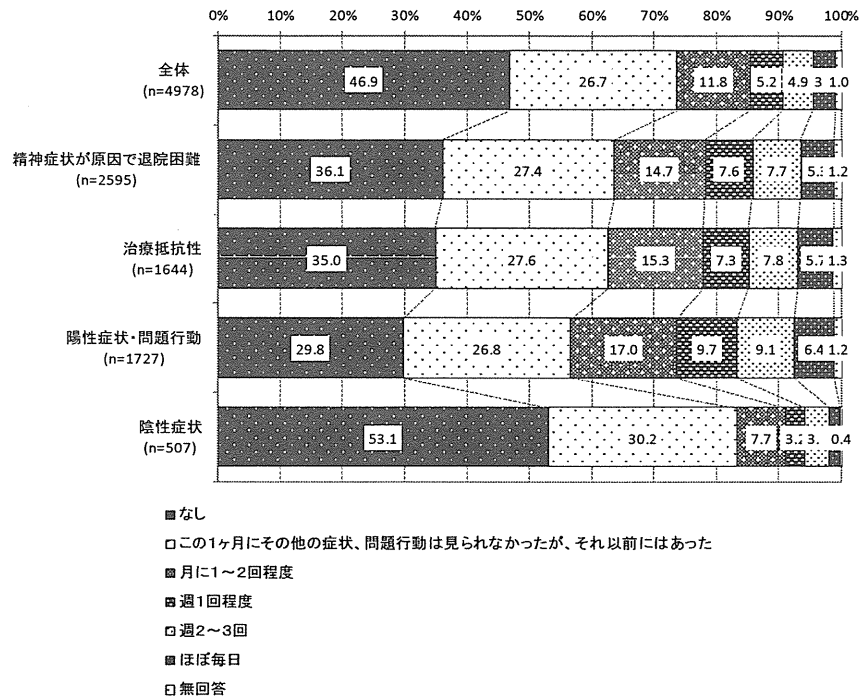 0% 10% 20% 30% 40% 50% 60% 70% 80% 90% 100%
全体
(n=4978)
46.9 26.7 11.8 5.2 4.9 3 1.0
精神症状が原因で退院困難
(n=2595)
36.1 27.4 14.7 7.6 7.7 5. 1.2
治療抵抗性
(n=1644)
35.0 27.6 15.3 7.3 7.8 5.7 1.3
陽性症状・問題行動
(n=1727)
29.8 26.8 17.0 9.7 9.1 6.4 1.2
陰性症状
(n=507)
53.1 30.2 7.7 3.2 3. 0.4
なし
この1ヶ月にその他の症状、問題行動は見られなかったが、それ以前にはあった
月に1～2回程度
週1回程度
週2～3回
ほぼ毎日
無回答